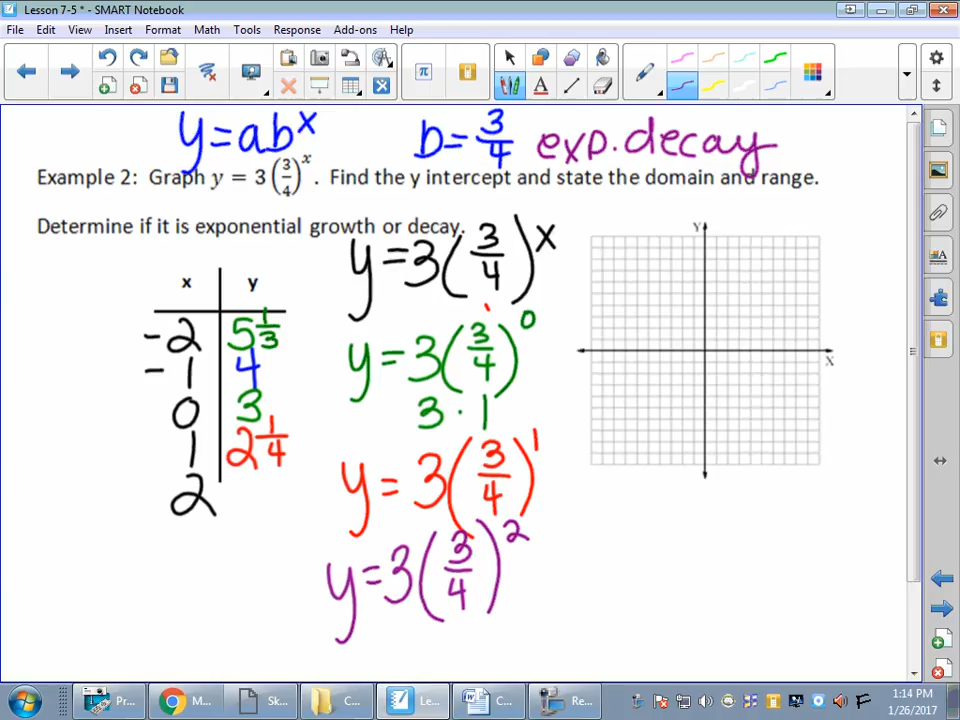 Lesson 7-5 * - SMART Notebook
File Edit View Insert Format Math Tools Response Add-ons Help
y=ab^x b=3/4 exp. decay
Example 2: Graph y = 3(3/4)^x. Find the y intercept and state the domain and range.
Determine if it is exponential growth or decay.
y=3(3/4)^x
x y
-2 5 1/3
-1 4
0 3
1 2 1/4
2
y=3(3/4)^0
3 · 1
y=3(3/4)^1
y=3(3/4)^2
Y
X
Pr... M... Sk... C... Le... C... Re...
1:14 PM
1/26/2017